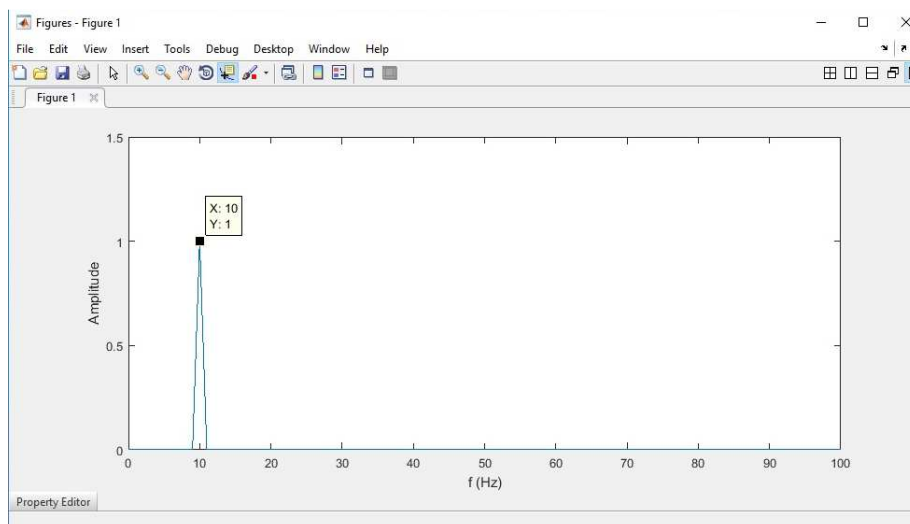 Figures - Figure 1
File Edit View Insert Tools Debug Desktop Window Help
Figure 1
1.5
X: 10
Y: 1
1
Amplitude
0.5
0
0 10 20 30 40 50 60 70 80 90 100
f (Hz)
Property Editor